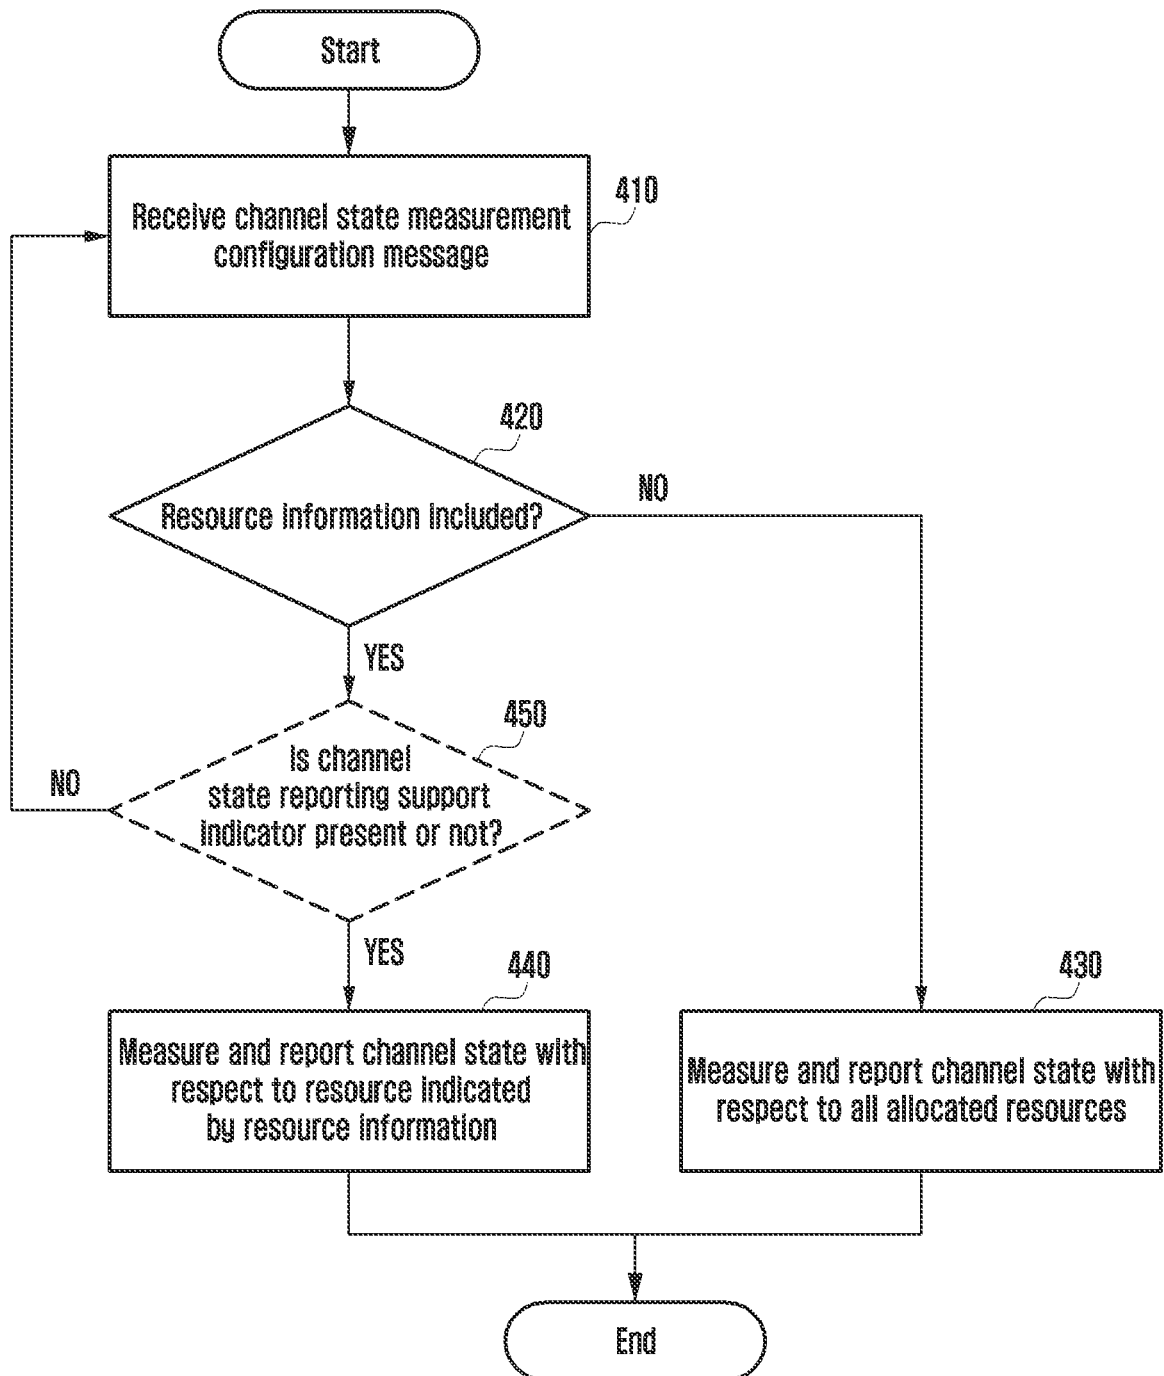 Start
410
Receive channel state measurement
configuration message
420
Resource information included?
NO
YES
450
Is channel
state reporting support
indicator present or not?
NO
YES
440
Measure and report channel state with
respect to resource indicated
by resource information
430
Measure and report channel state with
respect to all allocated resources
End